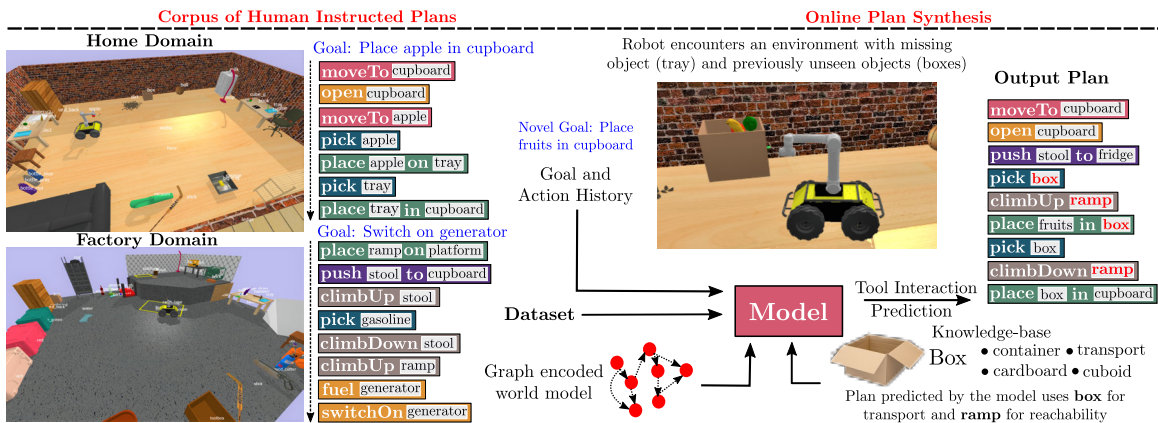 Corpus of Human Instructed Plans
Online Plan Synthesis
Home Domain
Goal: Place apple in cupboard
moveTo cupboard
open cupboard
moveTo apple
pick apple
place apple on tray
pick tray
place tray in cupboard
Factory Domain
Goal: Switch on generator
place ramp on platform
push stool to cupboard
climbUp stool
pick gasoline
climbDown stool
climbUp ramp
fuel generator
switchOn generator
Robot encounters an environment with missing
object (tray) and previously unseen objects (boxes)
Novel Goal: Place
fruits in cupboard
Goal and
Action History
Dataset
Graph encoded
world model
Model
Tool Interaction
Prediction
Knowledge-base
Box
• container • transport
• cardboard • cuboid
Plan predicted by the model uses box for
transport and ramp for reachability
Output Plan
moveTo cupboard
open cupboard
push stool to fridge
pick box
climbUp ramp
place fruits in box
pick box
climbDown ramp
place box in cupboard